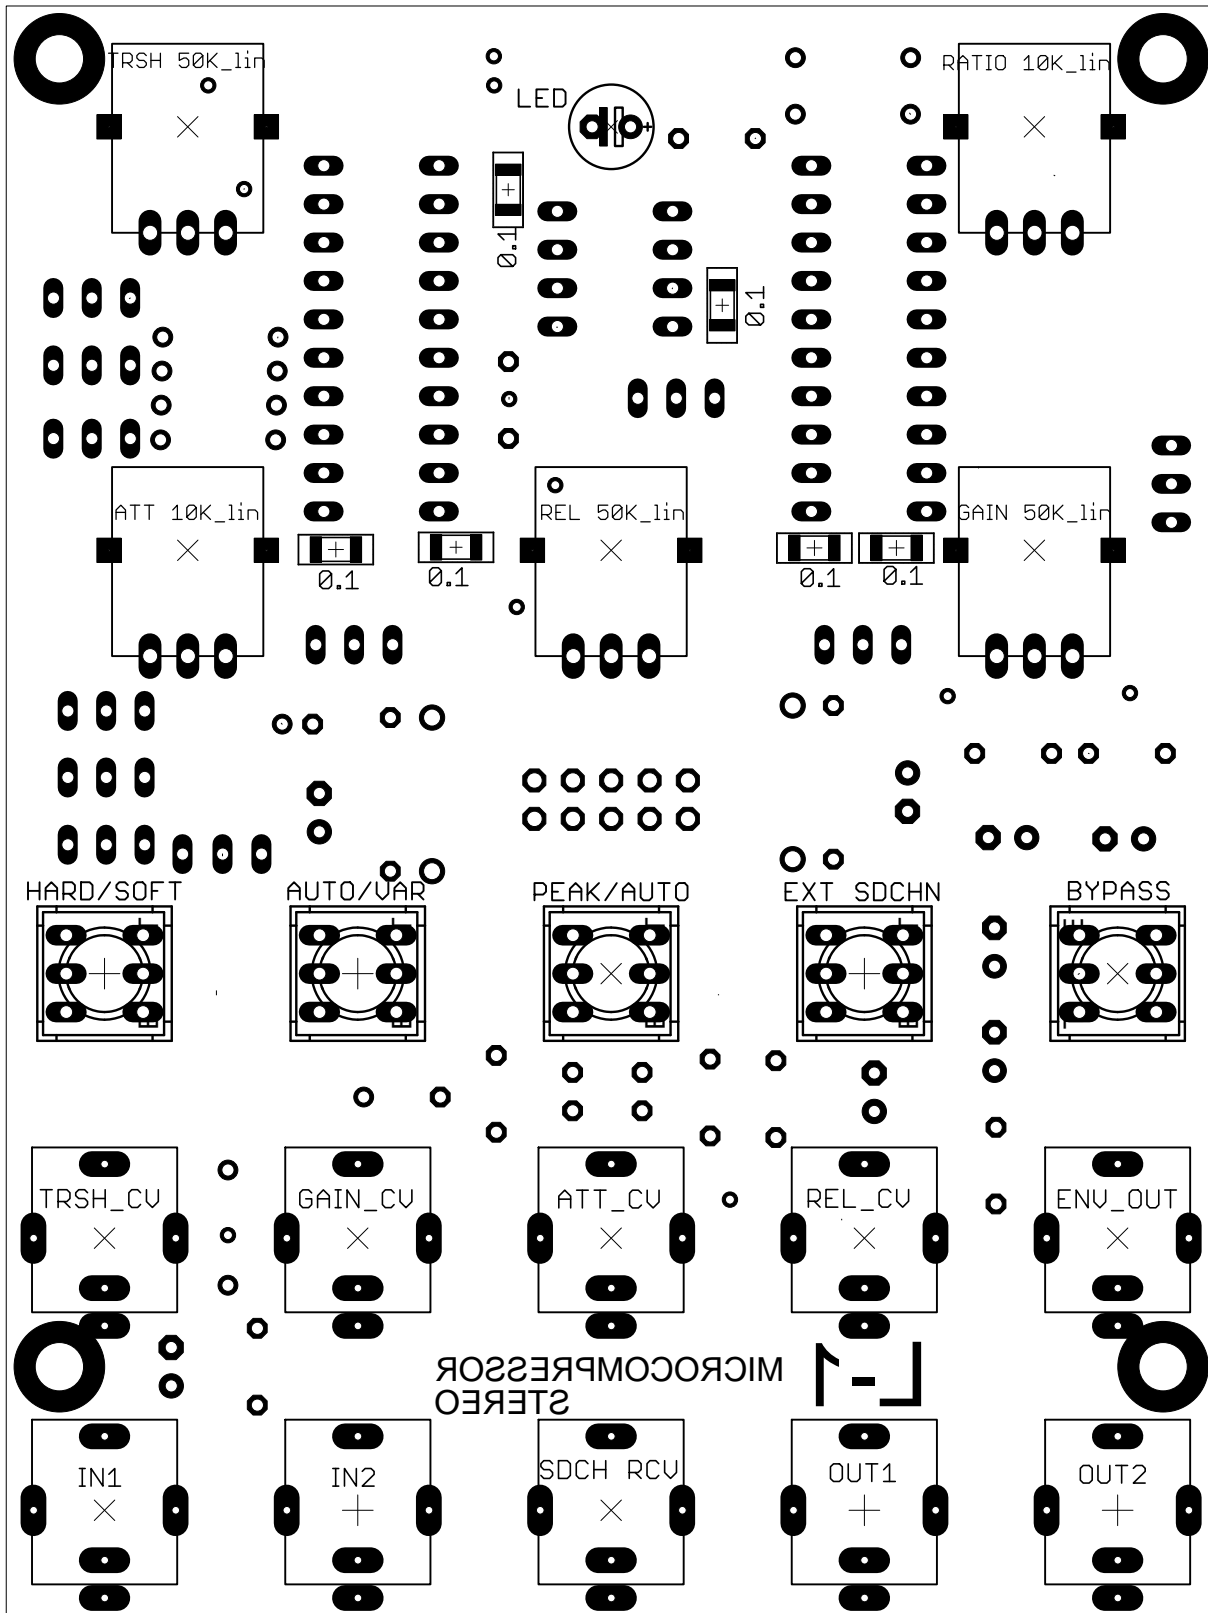 TRSH 50K_lin
LED
RATIO 10K_lin
0.1
0.1
ATT 10K_lin
REL 50K_lin
GAIN 50K_lin
0.1
0.1
0.1
0.1
HARD/SOFT
AUTO/VAR
PEAK/AUTO
EXT SDCHN
BYPASS
TRSH_CV
GAIN_CV
ATT_CV
REL_CV
ENV_OUT
MICROCOMPRESSOR
STEREO
L-1
IN1
IN2
SDCH RCV
OUT1
OUT2